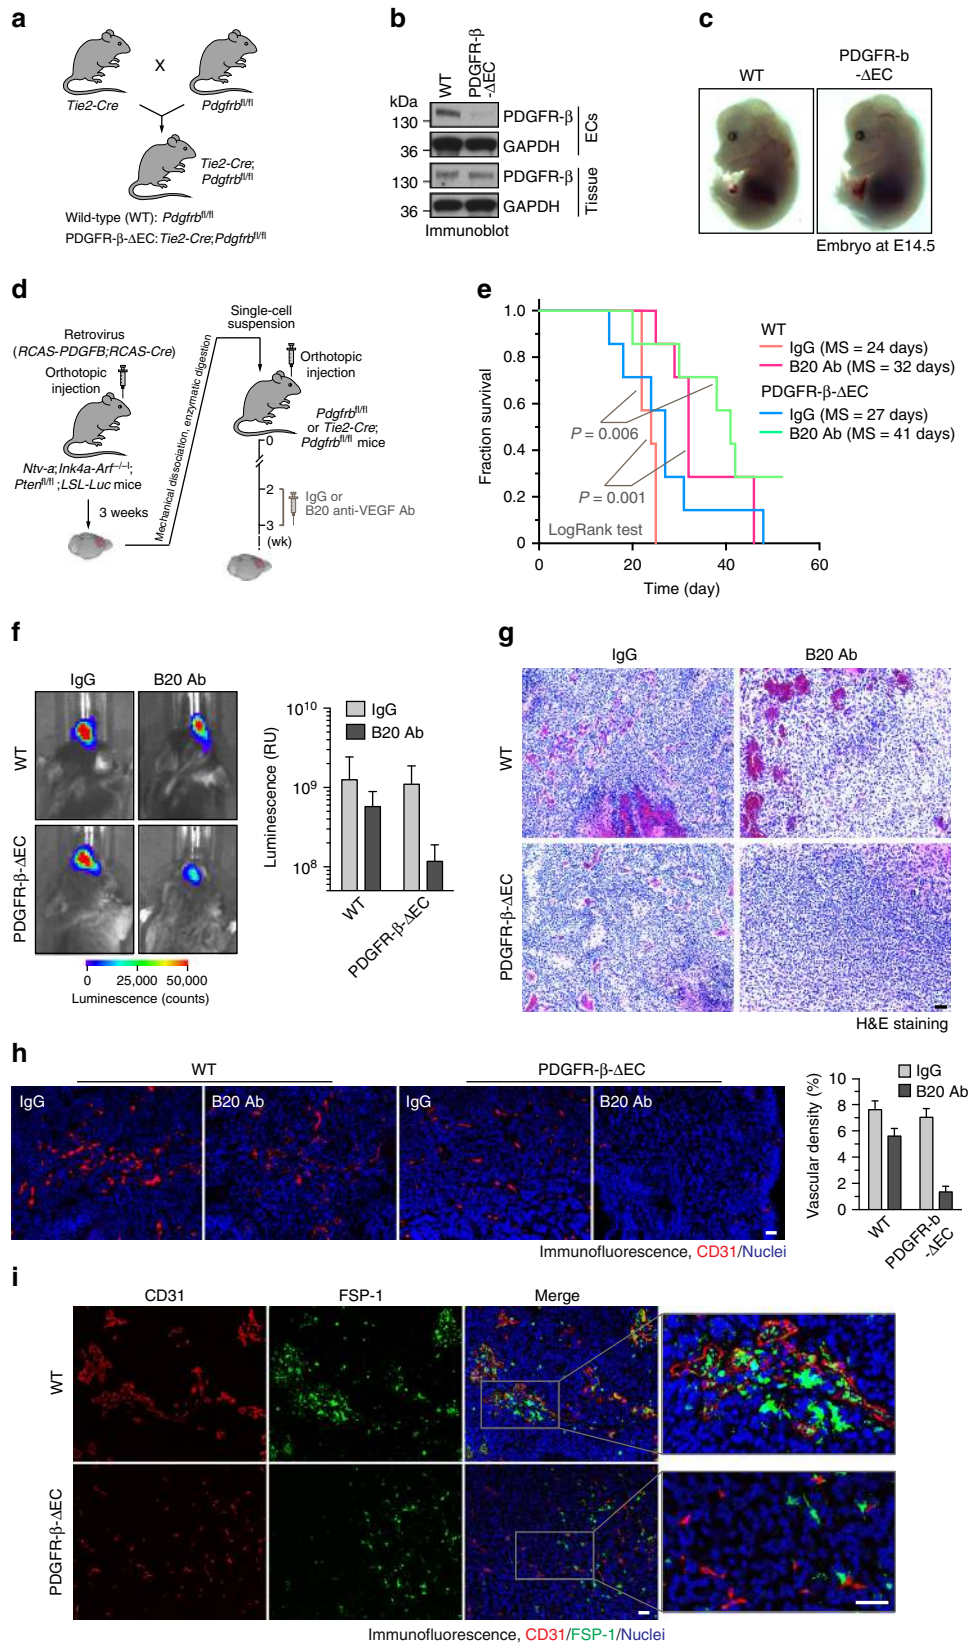 a
Tie2-Cre
X
Pdgfrb^fl/fl
Tie2-Cre;
Pdgfrb^fl/fl
Wild-type (WT): Pdgfrb^fl/fl
PDGFR-β-ΔEC: Tie2-Cre;Pdgfrb^fl/fl
b
WT
PDGFR-β
-ΔEC
kDa
130
PDGFR-β
36
GAPDH
ECs
130
PDGFR-β
36
GAPDH
Tissue
Immunoblot
c
WT
PDGFR-b
-ΔEC
Embryo at E14.5
d
Retrovirus
(RCAS-PDGFB;RCAS-Cre)
Orthotopic
injection
Ntv-a;Ink4a-Arf^–/–l;
Pten^fl/fl;LSL-Luc mice
3 weeks
Mechanical dissociation, enzymatic digestion
Single-cell
suspension
Orthotopic
injection
Pdgfrb^fl/fl
or Tie2-Cre;
Pdgfrb^fl/fl mice
0
2
3
(wk)
IgG or
B20 anti-VEGF Ab
e
Fraction survival
1.0
0.8
0.6
0.4
0.2
0
P = 0.006
P = 0.001
LogRank test
0
20
40
60
Time (day)
WT
IgG (MS = 24 days)
B20 Ab (MS = 32 days)
PDGFR-β-ΔEC
IgG (MS = 27 days)
B20 Ab (MS = 41 days)
f
IgG
B20 Ab
WT
PDGFR-β-ΔEC
0
25,000
50,000
Luminescence (counts)
Luminescence (RU)
10^10
10^9
10^8
IgG
B20 Ab
WT
PDGFR-β-ΔEC
g
IgG
B20 Ab
WT
PDGFR-β-ΔEC
H&E staining
h
WT
PDGFR-β-ΔEC
IgG
B20 Ab
IgG
B20 Ab
Immunofluorescence, CD31/Nuclei
Vascular density (%)
10
8
6
4
2
0
IgG
B20 Ab
WT
PDGFR-b
-ΔEC
i
CD31
FSP-1
Merge
WT
PDGFR-β-ΔEC
Immunofluorescence, CD31/FSP-1/Nuclei